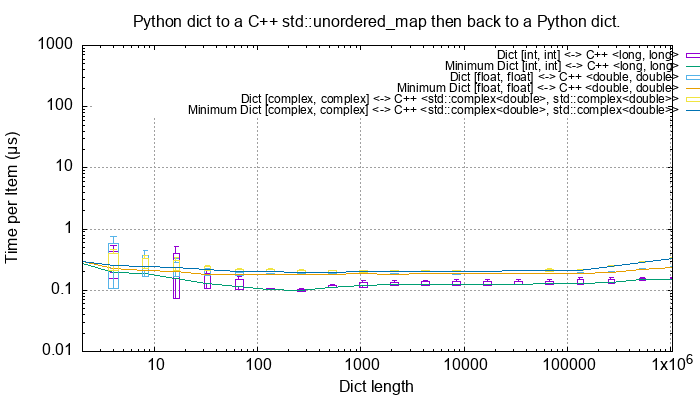 Python dict to a C++ std::unordered_map then back to a Python dict.
1000
100
10
1
0.1
0.01
Time per Item (µs)
Dict [int, int] <-> C++ <long, long>
Minimum Dict [int, int] <-> C++ <long, long>
Dict [float, float] <-> C++ <double, double>
Minimum Dict [float, float] <-> C++ <double, double>
Dict [complex, complex] <-> C++ <std::complex<double>, std::complex<double>>
Minimum Dict [complex, complex] <-> C++ <std::complex<double>, std::complex<double>>
10 100 1000 10000 100000 1x10⁶
Dict length